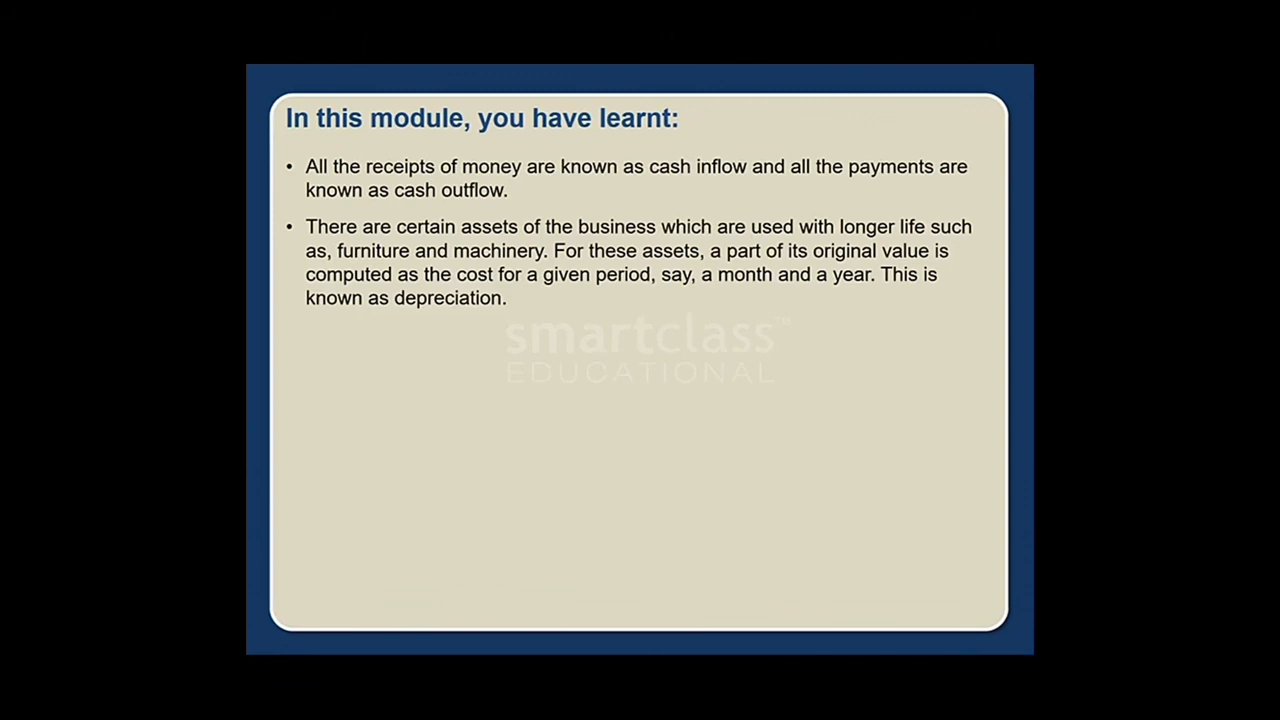 In this module, you have learnt:
• All the receipts of money are known as cash inflow and all the payments are
known as cash outflow.
• There are certain assets of the business which are used with longer life such
as, furniture and machinery. For these assets, a part of its original value is
computed as the cost for a given period, say, a month and a year. This is
known as depreciation.
smartclass™
EDUCATIONAL